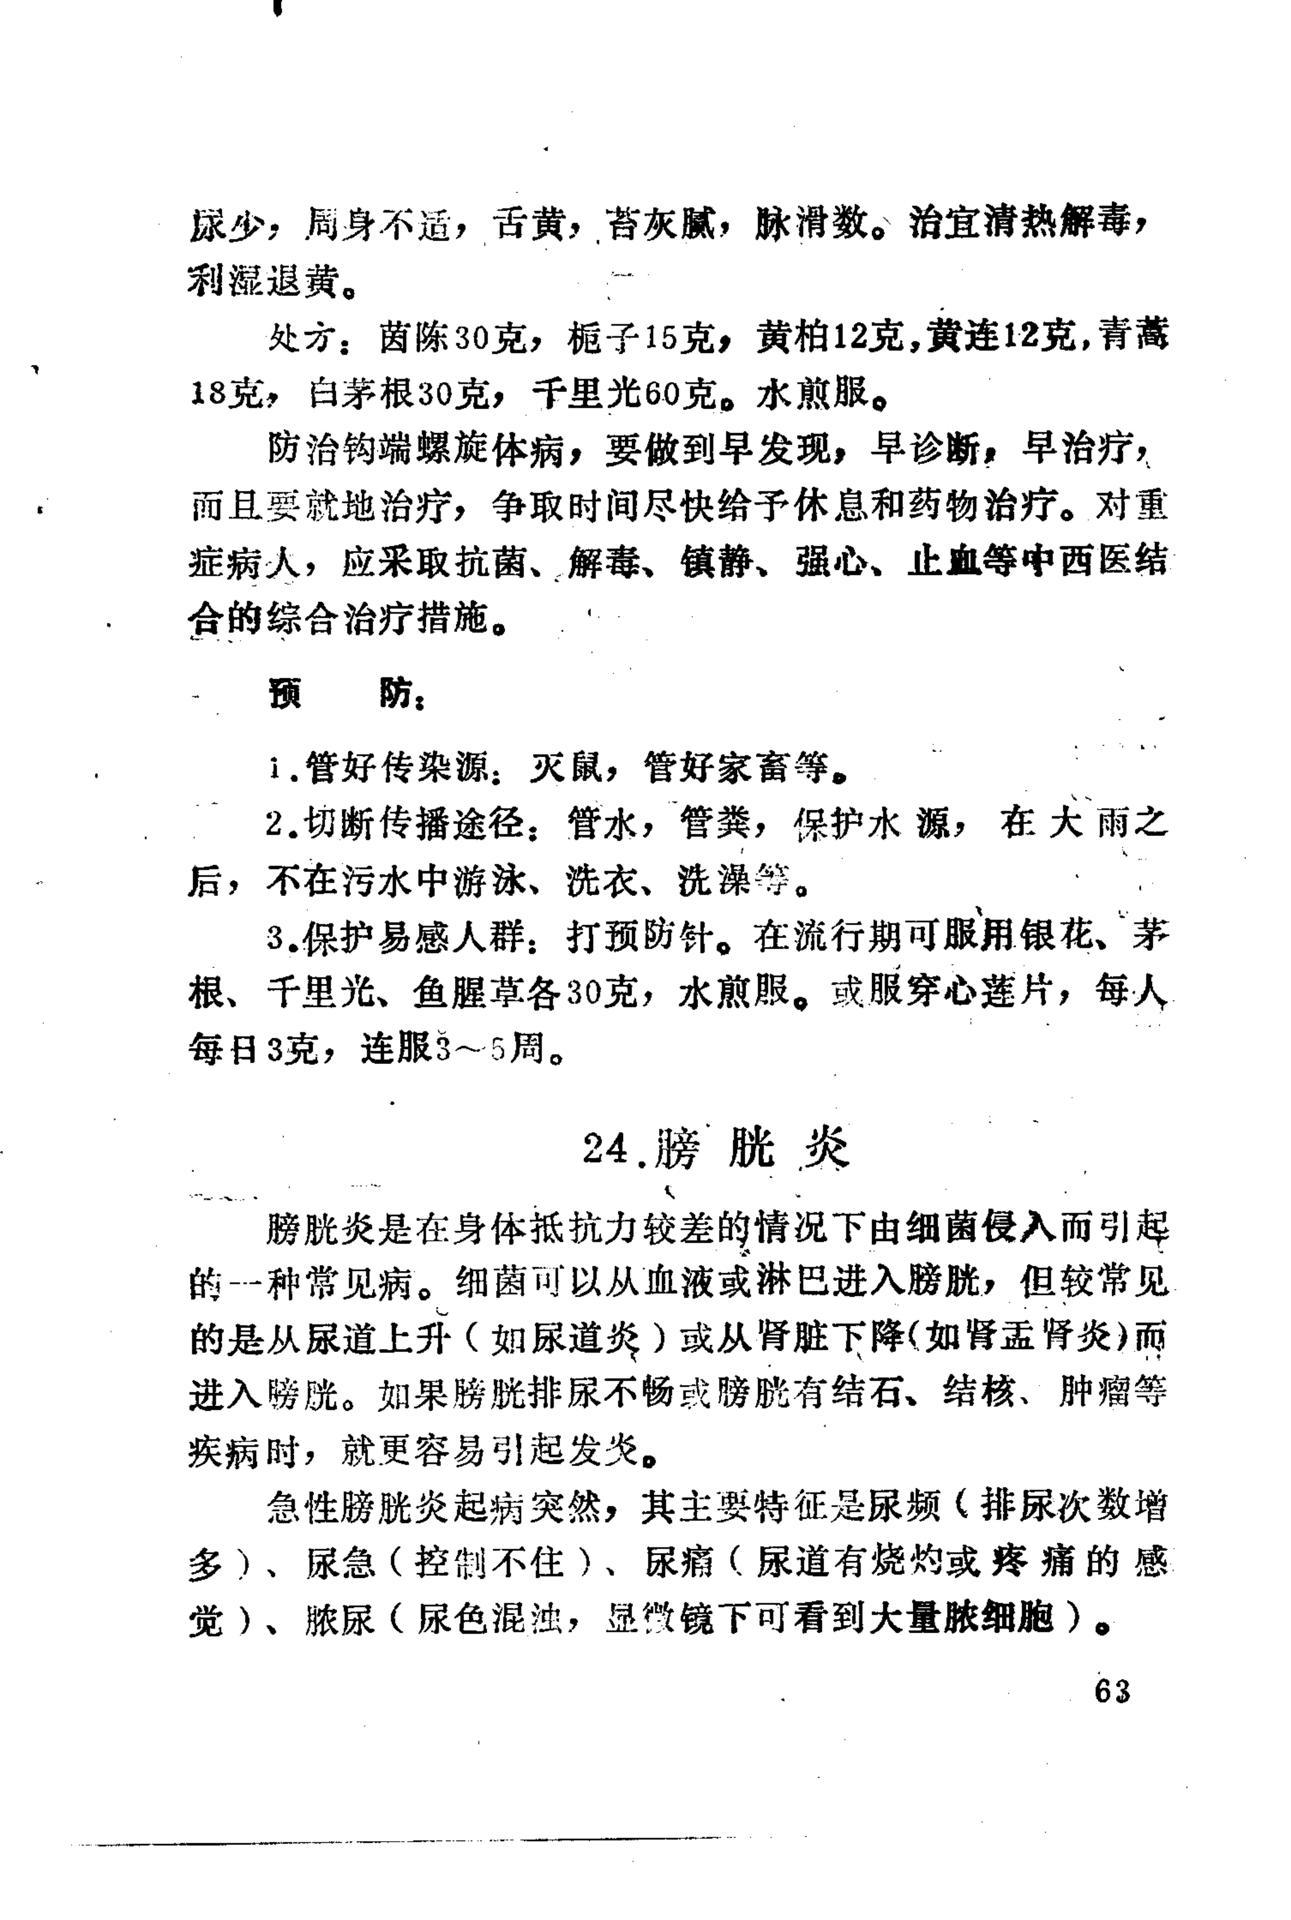 尿少，周身不适，舌黄，苔灰腻，脉滑数。治宜清热解毒，
利湿退黄。
处方：茵陈30克，栀子15克，黄柏12克，黄连12克，青蒿
18克，白茅根30克，千里光60克。水煎服。
防治钩端螺旋体病，要做到早发现，早诊断，早治疗，
而且要就地治疗，争取时间尽快给予休息和药物治疗。对重
症病人，应采取抗菌、解毒、镇静、强心、止血等中西医结
合的综合治疗措施。
预　　防：
1.管好传染源：灭鼠，管好家畜等。
2.切断传播途径：管水，管粪，保护水源，在大雨之
后，不在污水中游泳、洗衣、洗澡等。
3.保护易感人群：打预防针。在流行期可服用银花、茅
根、千里光、鱼腥草各30克，水煎服。或服穿心莲片，每人
每日3克，连服3～5周。
24.膀胱炎
膀胱炎是在身体抵抗力较差的情况下由细菌侵入而引起
的一种常见病。细菌可以从血液或淋巴进入膀胱，但较常见
的是从尿道上升（如尿道炎）或从肾脏下降（如肾盂肾炎）而
进入膀胱。如果膀胱排尿不畅或膀胱有结石、结核、肿瘤等
疾病时，就更容易引起发炎。
急性膀胱炎起病突然，其主要特征是尿频（排尿次数增
多）、尿急（控制不住）、尿痛（尿道有烧灼或疼痛的感
觉）、脓尿（尿色混浊，显微镜下可看到大量脓细胞）。
63